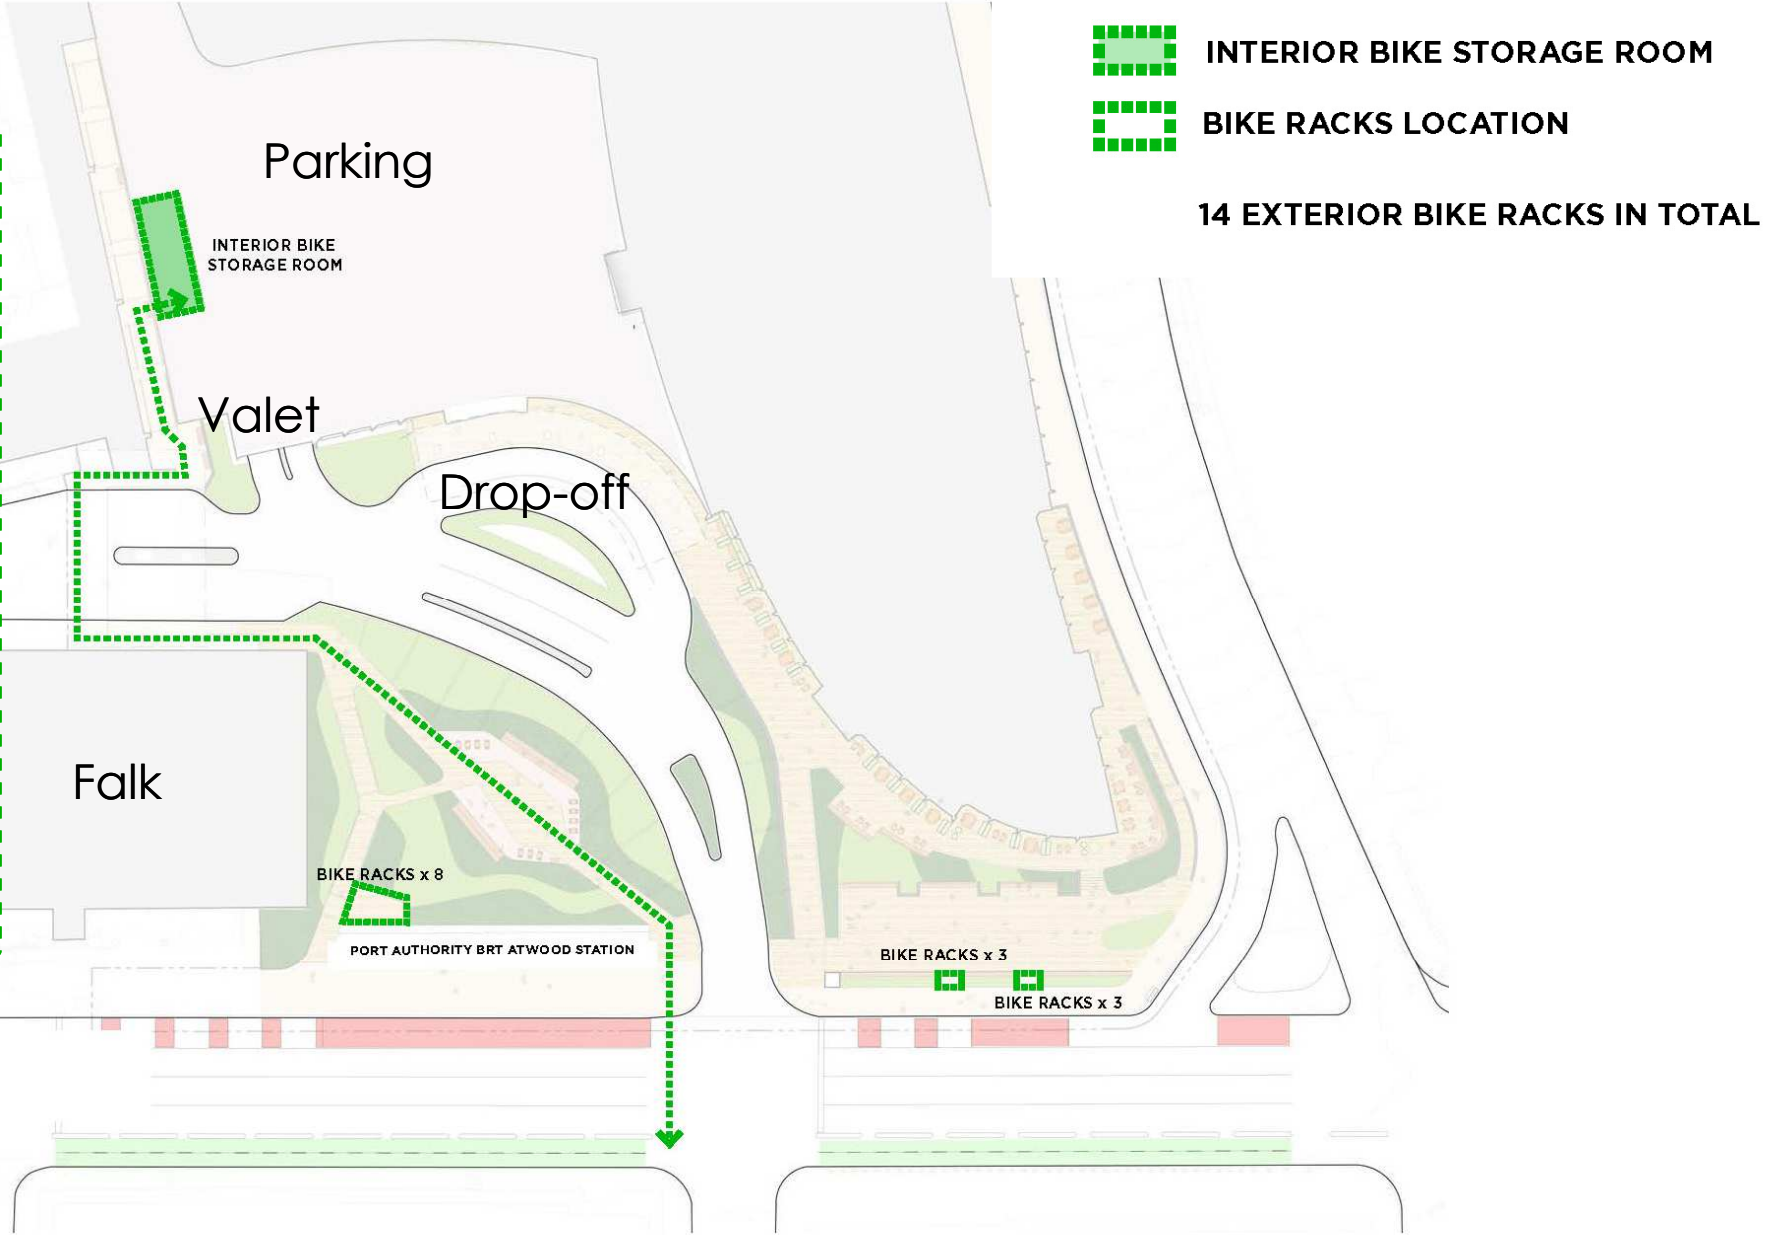 INTERIOR BIKE STORAGE ROOM
BIKE RACKS LOCATION
14 EXTERIOR BIKE RACKS IN TOTAL
Parking
INTERIOR BIKE
STORAGE ROOM
Valet
Drop-off
Falk
BIKE RACKS x 8
PORT AUTHORITY BRT ATWOOD STATION
BIKE RACKS x 3
BIKE RACKS x 3